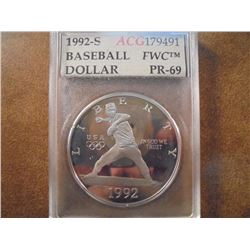 1992-S ACG179491
BASEBALL FWC™
DOLLAR PR-69
LIBERTY
USA
IN GOD WE
TRUST
1992